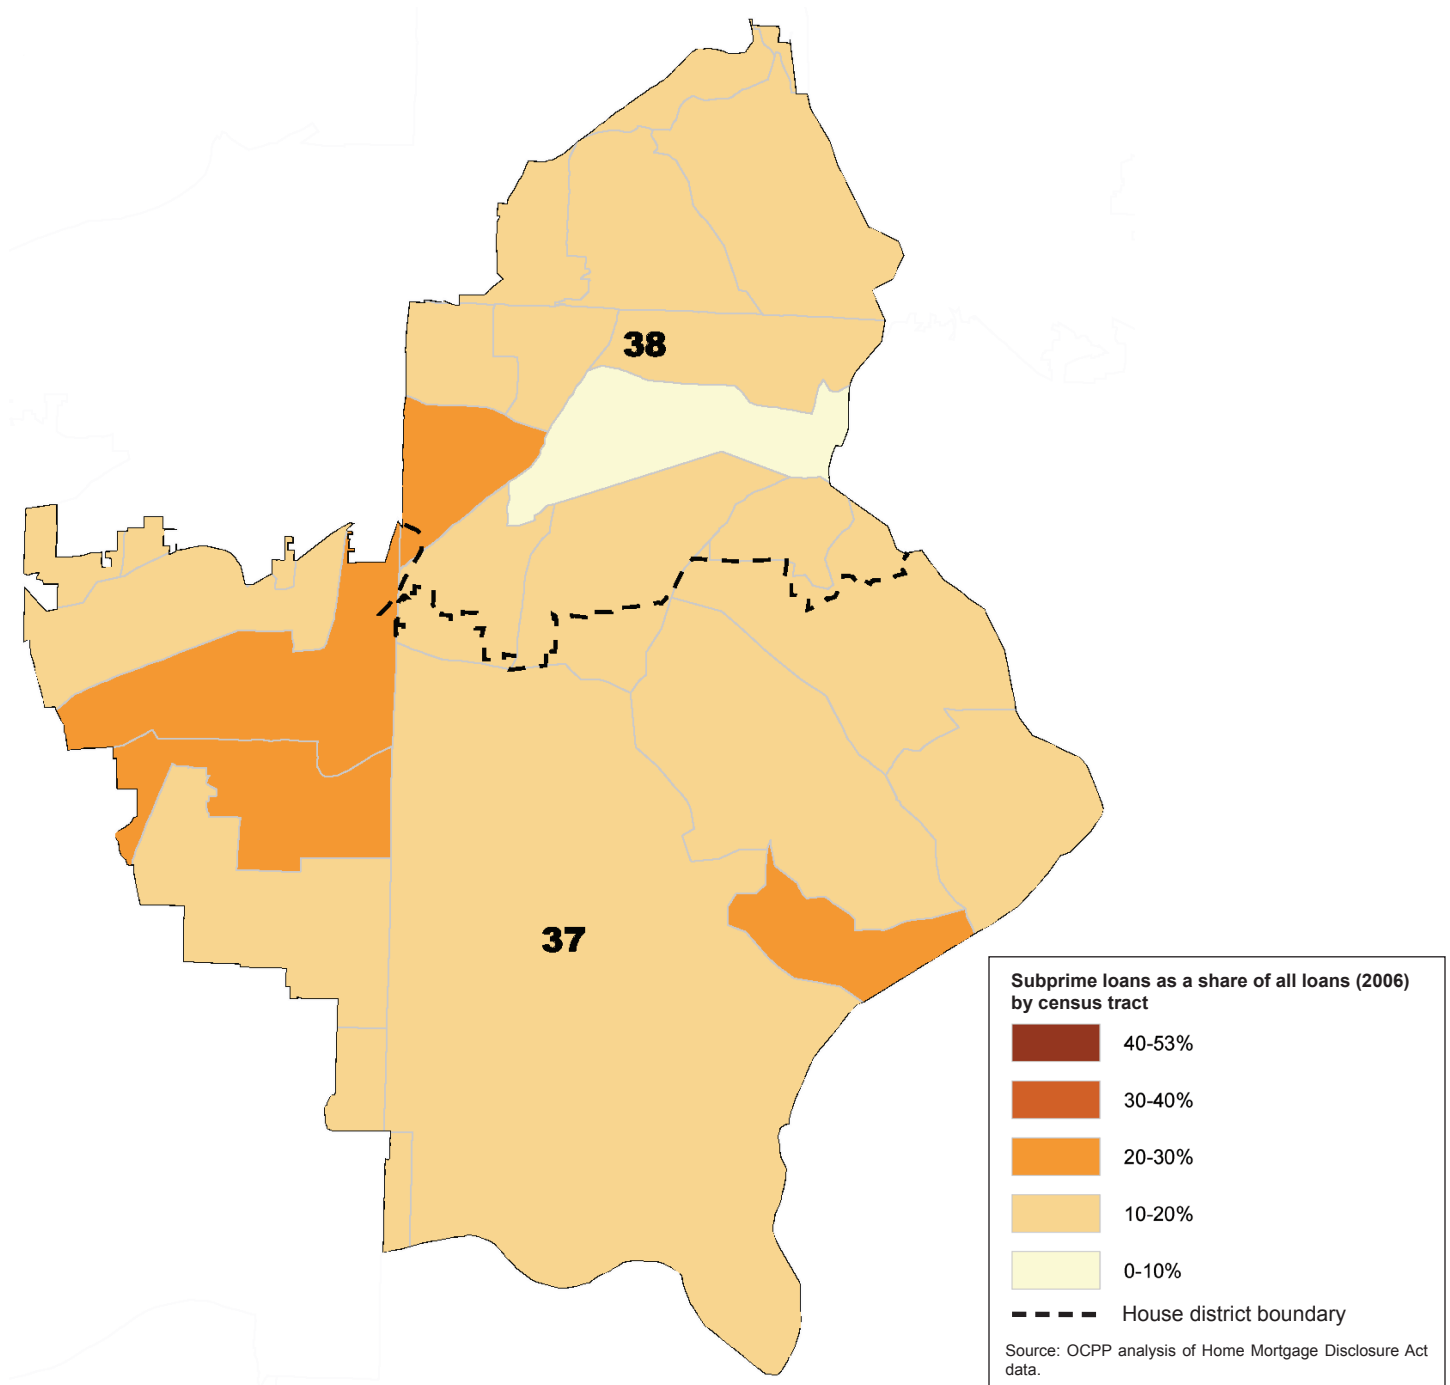 38
37
Subprime loans as a share of all loans (2006)
by census tract
40-53%
30-40%
20-30%
10-20%
0-10%
House district boundary
Source: OCPP analysis of Home Mortgage Disclosure Act
data.